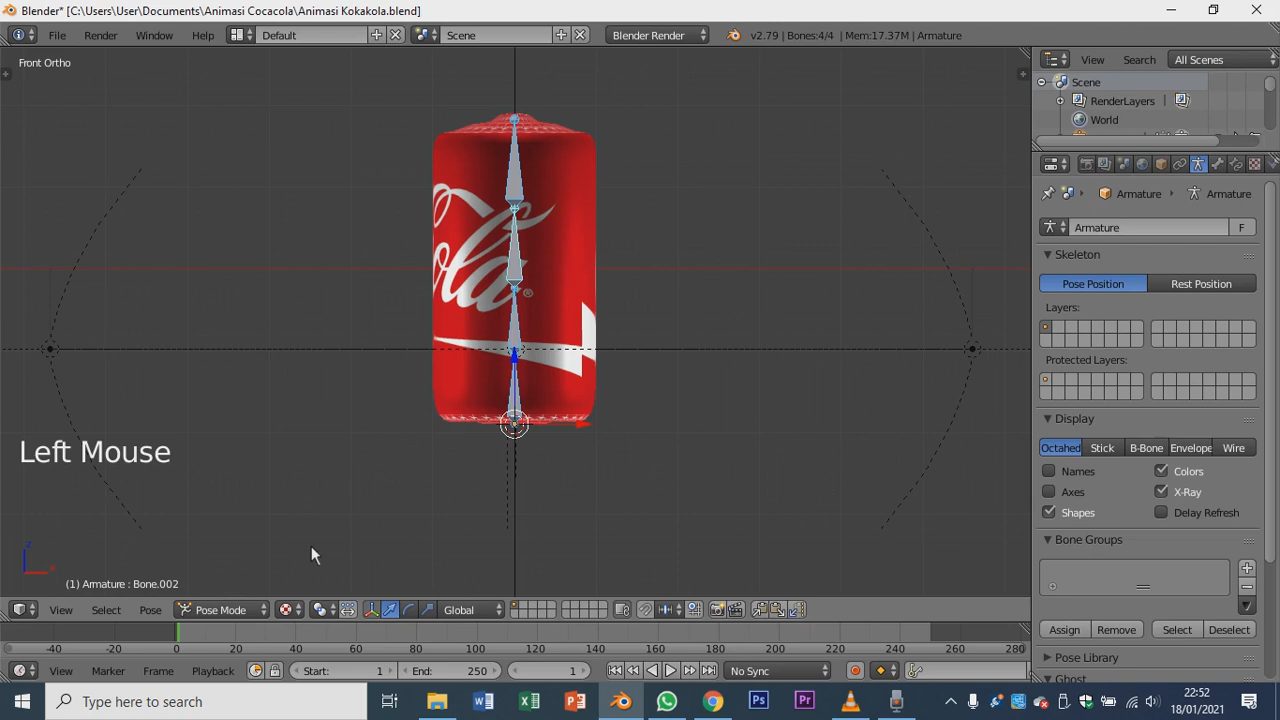 Blender* [C:\Users\User\Documents\Animasi Cocacola\Animasi Kokakola.blend]
File Render Window Help Default Scene Blender Render v2.79 | Bones:4/4 | Mem:17.37M | Armature
View Search All Scenes
Front Ortho
Scene
RenderLayers
World
Armature Armature
Armature F
Skeleton
Pose Position Rest Position
Layers:
Protected Layers:
Display
Octahed Stick B-Bone Envelope Wire
Names Colors
Axes X-Ray
Shapes Delay Refresh
Bone Groups
Assign Remove Select Deselect
Pose Library
Ghost
Cola
®
Left Mouse
z
x
(1) Armature : Bone.002
View Select Pose Pose Mode Global
-40 -20 0 20 40 60 80 100 120 140 160 180 200 220 240 260 280
View Marker Frame Playback Start: 1 End: 250 1 No Sync
Type here to search
22:52
18/01/2021